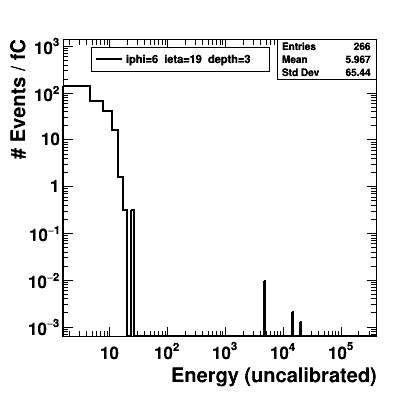 # Events / fC
iphi=6 ieta=19 depth=3
Entries 266
Mean 5.967
Std Dev 65.44
10³
10²
10
1
10⁻¹
10⁻²
10⁻³
10 10² 10³ 10⁴ 10⁵
Energy (uncalibrated)